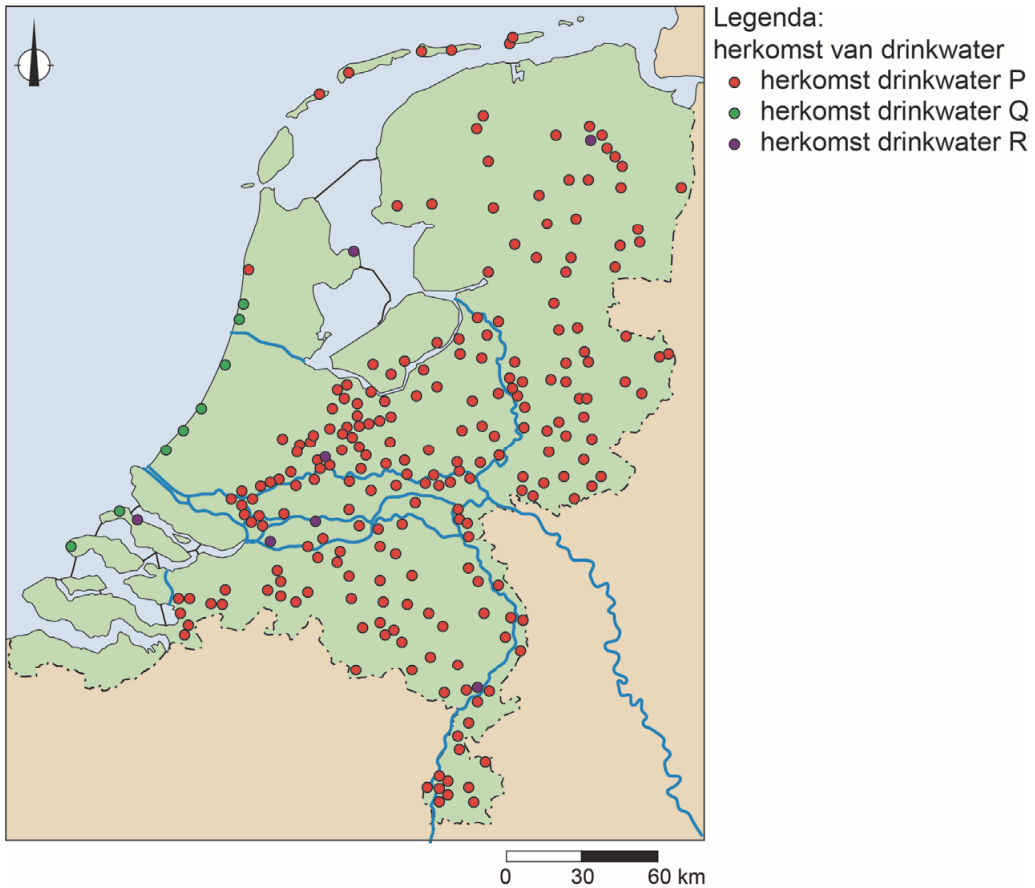 Legenda:
herkomst van drinkwater
herkomst drinkwater P
herkomst drinkwater Q
herkomst drinkwater R
0 30 60 km